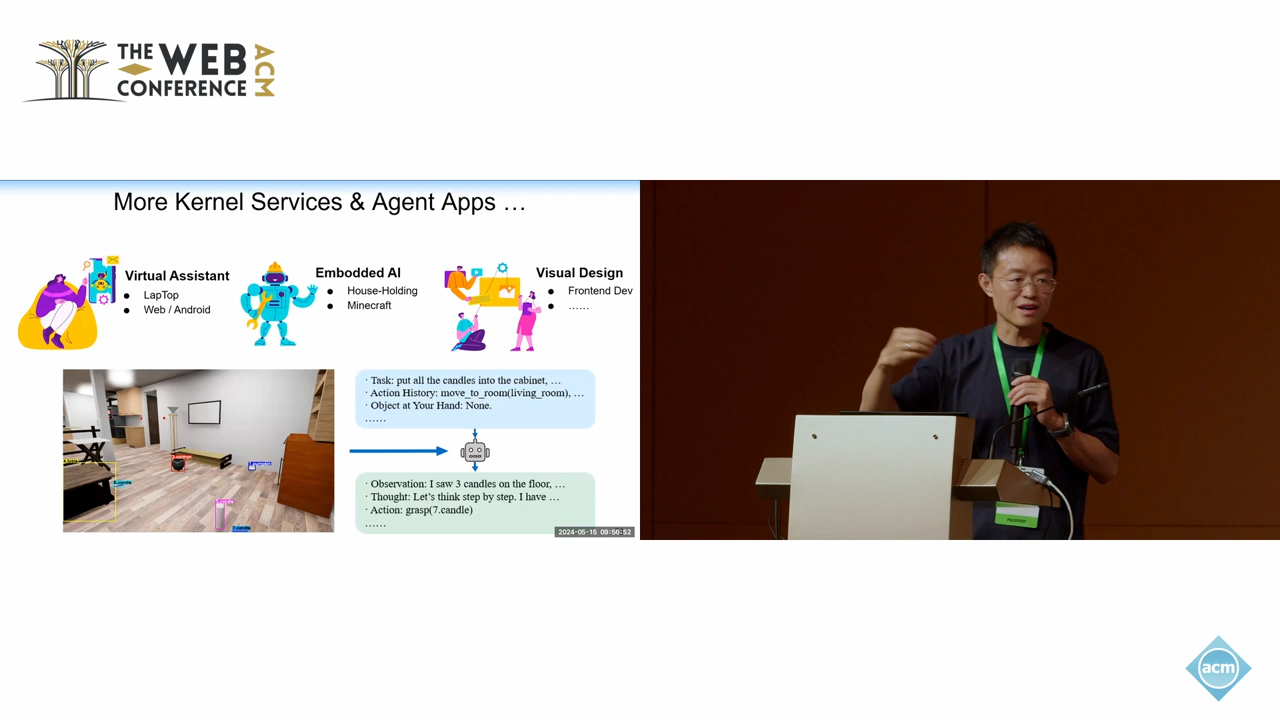 THE WEB
CONFERENCE
ACM
More Kernel Services & Agent Apps …
Virtual Assistant
● LapTop
● Web / Android
Embodded AI
● House-Holding
● Minecraft
Visual Design
● Frontend Dev
● ……
· Task: put all the candles into the cabinet, …
· Action History: move_to_room(living_room), …
· Object at Your Hand: None.
……
· Observation: I saw 3 candles on the floor, …
· Thought: Let's think step by step. I have …
· Action: grasp(7.candle)
……
2024-05-15 09:56:52
acm